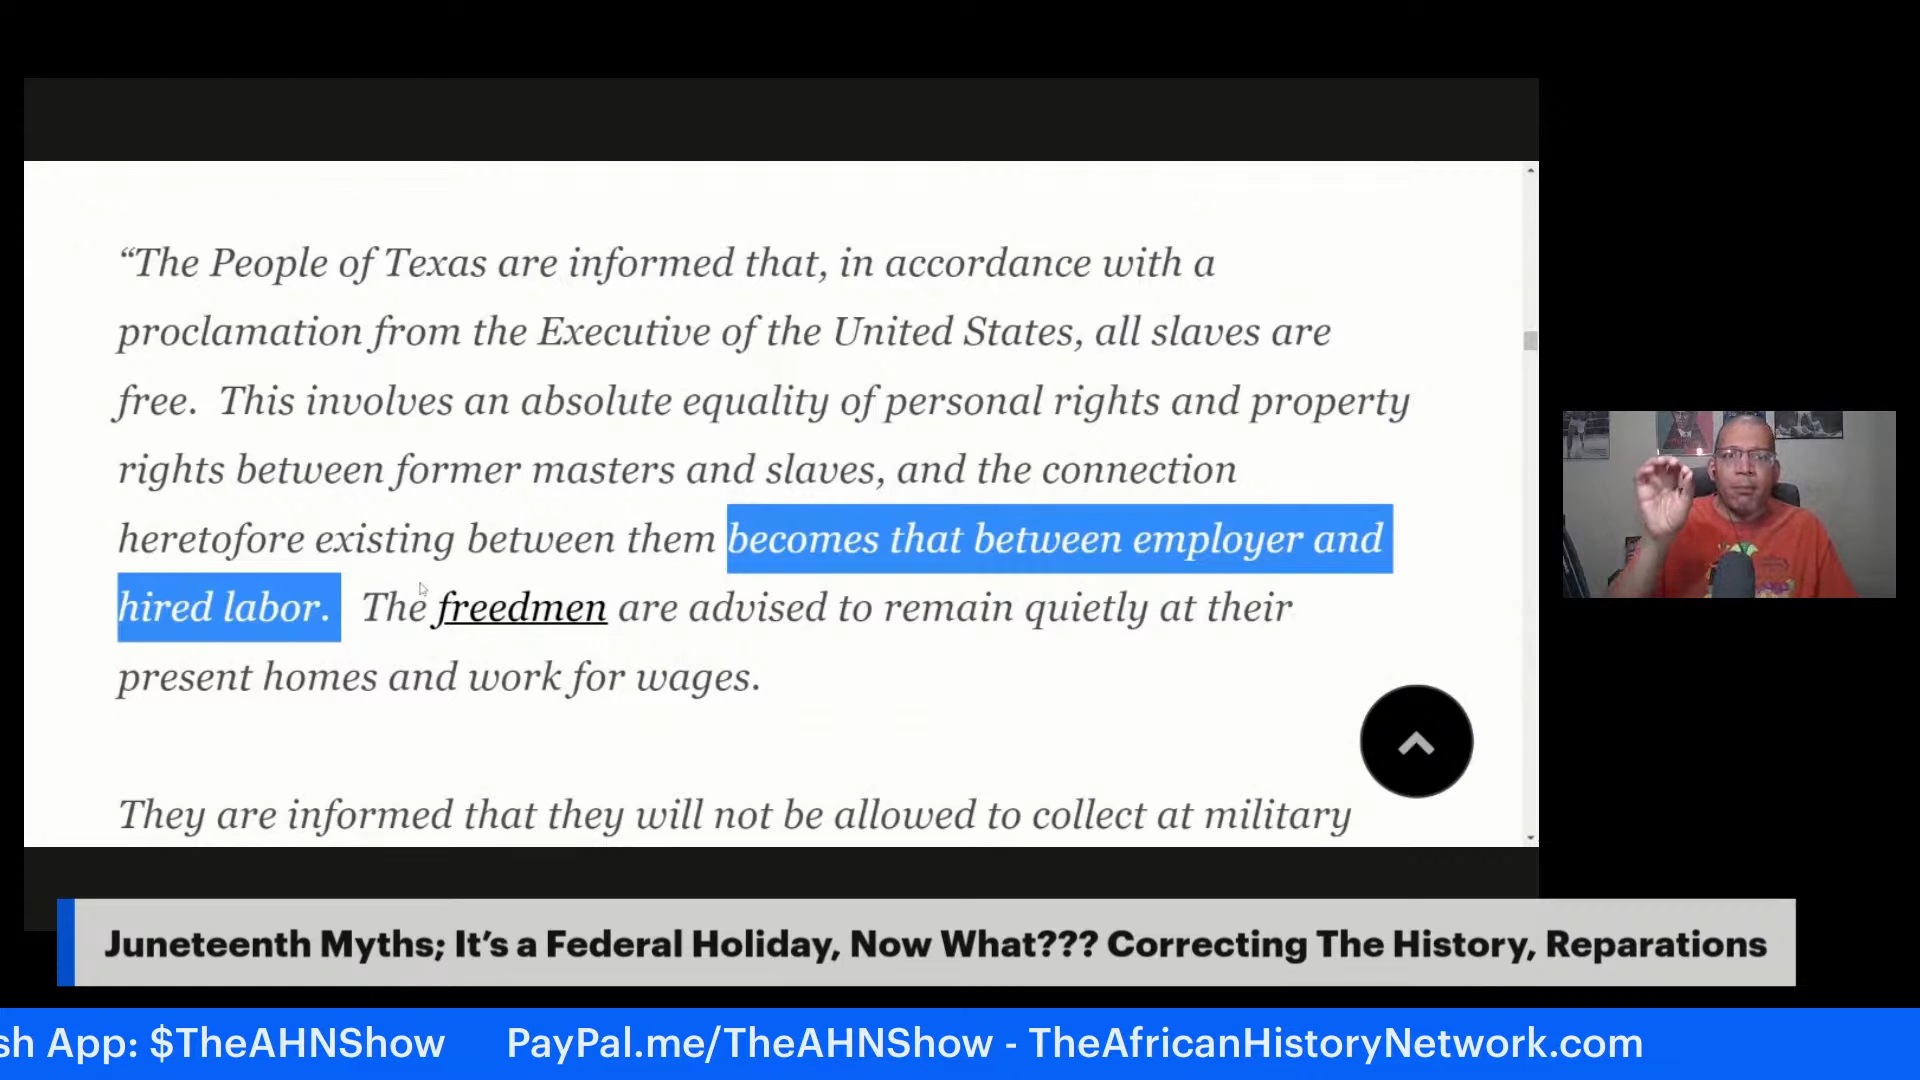 “The People of Texas are informed that, in accordance with a
proclamation from the Executive of the United States, all slaves are
free.  This involves an absolute equality of personal rights and property
rights between former masters and slaves, and the connection
heretofore existing between them becomes that between employer and
hired labor.  The freedmen are advised to remain quietly at their
present homes and work for wages.
They are informed that they will not be allowed to collect at military
Juneteenth Myths; It’s a Federal Holiday, Now What??? Correcting The History, Reparations
sh App: $TheAHNShow PayPal.me/TheAHNShow - TheAfricanHistoryNetwork.com